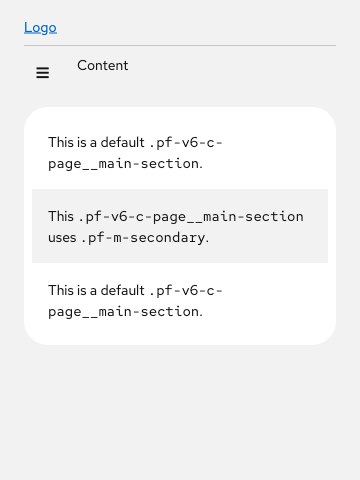 Logo
Content
This is a default .pf-v6-c-
page__main-section.
This .pf-v6-c-page__main-section
uses .pf-m-secondary.
This is a default .pf-v6-c-
page__main-section.